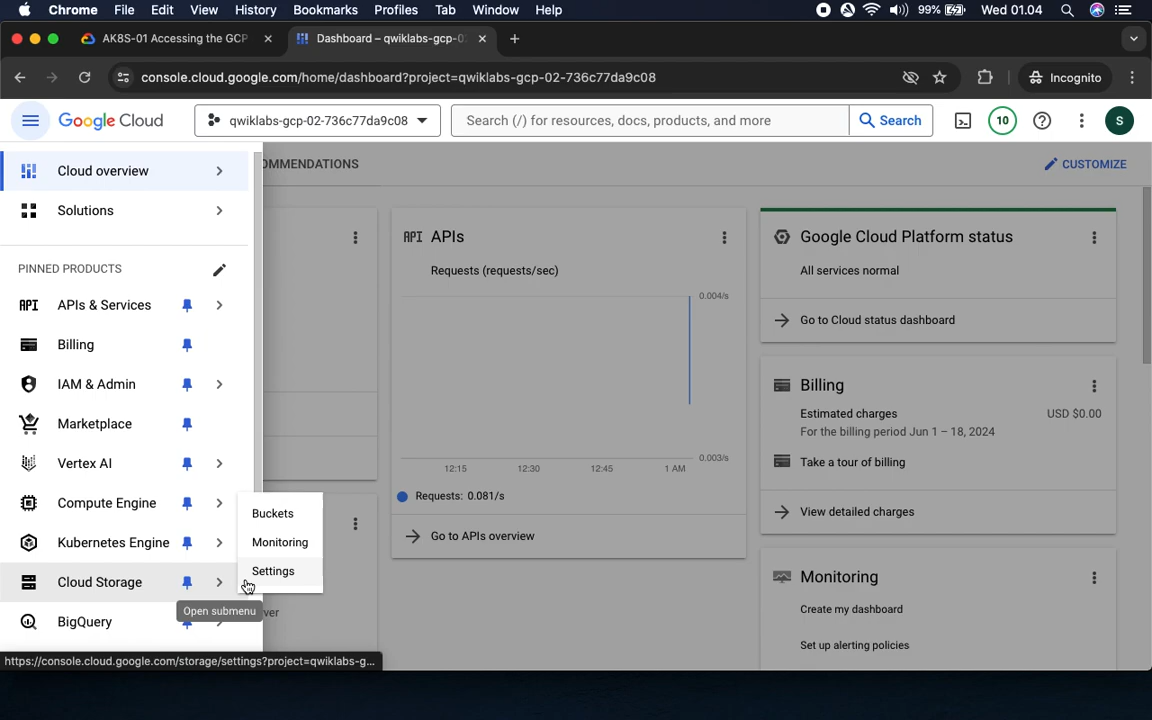 Chrome File Edit View History Bookmarks Profiles Tab Window Help 99% Wed 01.04
AK8S-01 Accessing the GCP
Dashboard – qwiklabs-gcp-0
console.cloud.google.com/home/dashboard?project=qwiklabs-gcp-02-736c77da9c08
Incognito
Google Cloud
qwiklabs-gcp-02-736c77da9c08
Search (/) for resources, docs, products, and more
Search
10
S
Cloud overview
Solutions
PINNED PRODUCTS
API APIs & Services
Billing
IAM & Admin
Marketplace
Vertex AI
Compute Engine
Kubernetes Engine
Cloud Storage
BigQuery
Buckets
Monitoring
Settings
Open submenu
https://console.cloud.google.com/storage/settings?project=qwiklabs-g...
OMMENDATIONS
CUSTOMIZE
API APIs
Requests (requests/sec)
0.004/s
0.003/s
12:15 12:30 12:45 1 AM
Requests: 0.081/s
Go to APIs overview
Google Cloud Platform status
All services normal
Go to Cloud status dashboard
Billing
Estimated charges USD $0.00
For the billing period Jun 1 – 18, 2024
Take a tour of billing
View detailed charges
Monitoring
Create my dashboard
Set up alerting policies